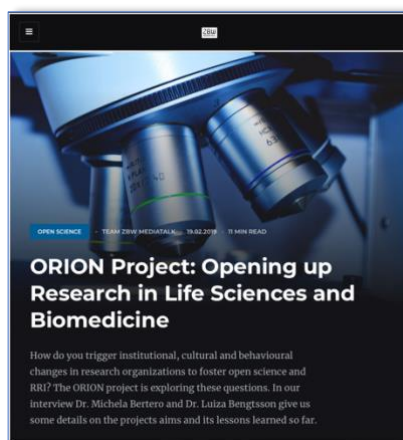 ZBW
OPEN SCIENCE - TEAM ZBW MEDIATALK 19.02.2019 · 11 MIN READ
ORION Project: Opening up
Research in Life Sciences and
Biomedicine
How do you trigger institutional, cultural and behavioural
changes in research organizations to foster open science and
RRI? The ORION project is exploring these questions. In our
interview Dr. Michela Bertero and Dr. Luiza Bengtsson give us
some details on the projects aims and its lessons learned so far.